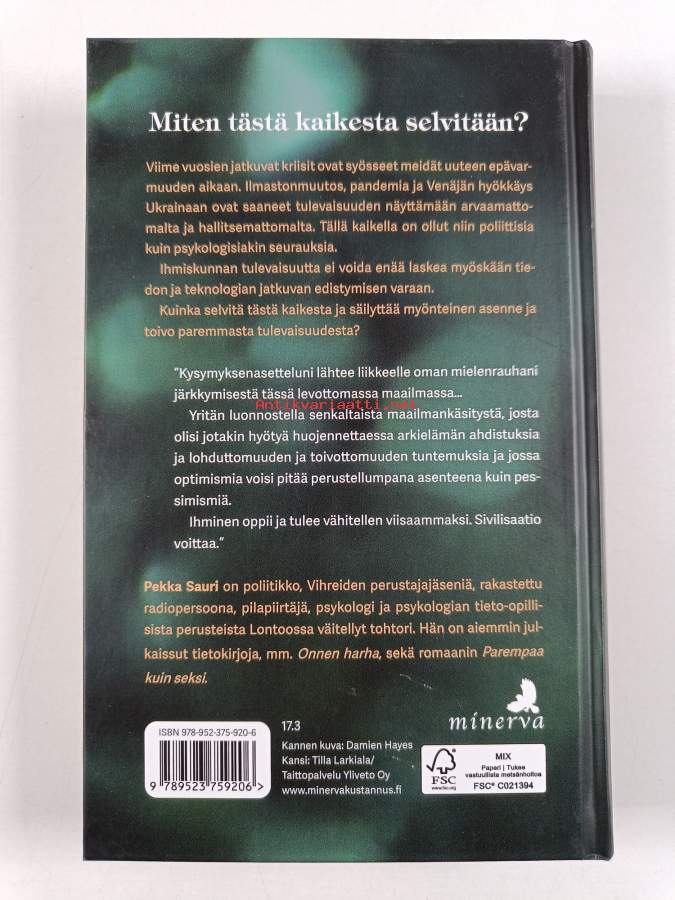 Miten tästä kaikesta selvitään?
Viime vuosien jatkuvat kriisit ovat syösseet meidät uuteen epävar-
muuden aikaan. Ilmastonmuutos, pandemia ja Venäjän hyökkäys
Ukrainaan ovat saaneet tulevaisuuden näyttämään arvaamatto-
malta ja hallitsemattomalta. Tällä kaikella on ollut niin poliittisia
kuin psykologisiakin seurauksia.
Ihmiskunnan tulevaisuutta ei voida enää laskea myöskään tie-
don ja teknologian jatkuvan edistymisen varaan.
Kuinka selvitä tästä kaikesta ja säilyttää myönteinen asenne ja
toivo paremmasta tulevaisuudesta?
"Kysymyksenasetteluni lähtee liikkeelle oman mielenrauhani
järkkymisestä tässä levottomassa maailmassa...
Antikvariaatti.net
Yritän luonnostella senkaltaista maailmankäsitystä, josta
olisi jotakin hyötyä huojennettaessa arkielämän ahdistuksia
ja lohduttomuuden ja toivottomuuden tuntemuksia ja jossa
optimismia voisi pitää perustellumpana asenteena kuin pes-
simismiä.
Ihminen oppii ja tulee vähitellen viisaammaksi. Sivilisaatio
voittaa."
Pekka Sauri on poliitikko, Vihreiden perustajajäseniä, rakastettu
radiopersoona, pilapiirtäjä, psykologi ja psykologian tieto-opilli-
sista perusteista Lontoossa väitellyt tohtori. Hän on aiemmin jul-
kaissut tietokirjoja, mm. Onnen harha, sekä romaanin Parempaa
kuin seksi.
minerva
ISBN 978-952-375-920-6
9 789523 759206 >
17.3
Kannen kuva: Damien Hayes
Kansi: Tilla Larkiala/
Taittopalvelu Yliveto Oy
www.minervakustannus.fi
FSC
www.fsc.org
MIX
Paperi | Tukee
vastuullista metsänhoitoa
FSC® C021394